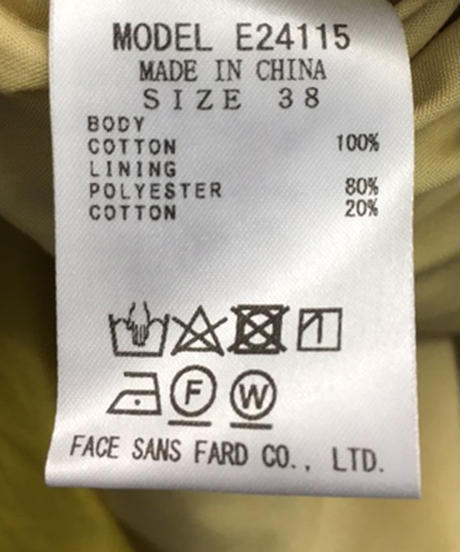 MODEL E24115
MADE IN CHINA
SIZE 38
BODY
COTTON 100%
LINING
POLYESTER 80%
COTTON 20%
F W
FACE SANS FARD CO., LTD.